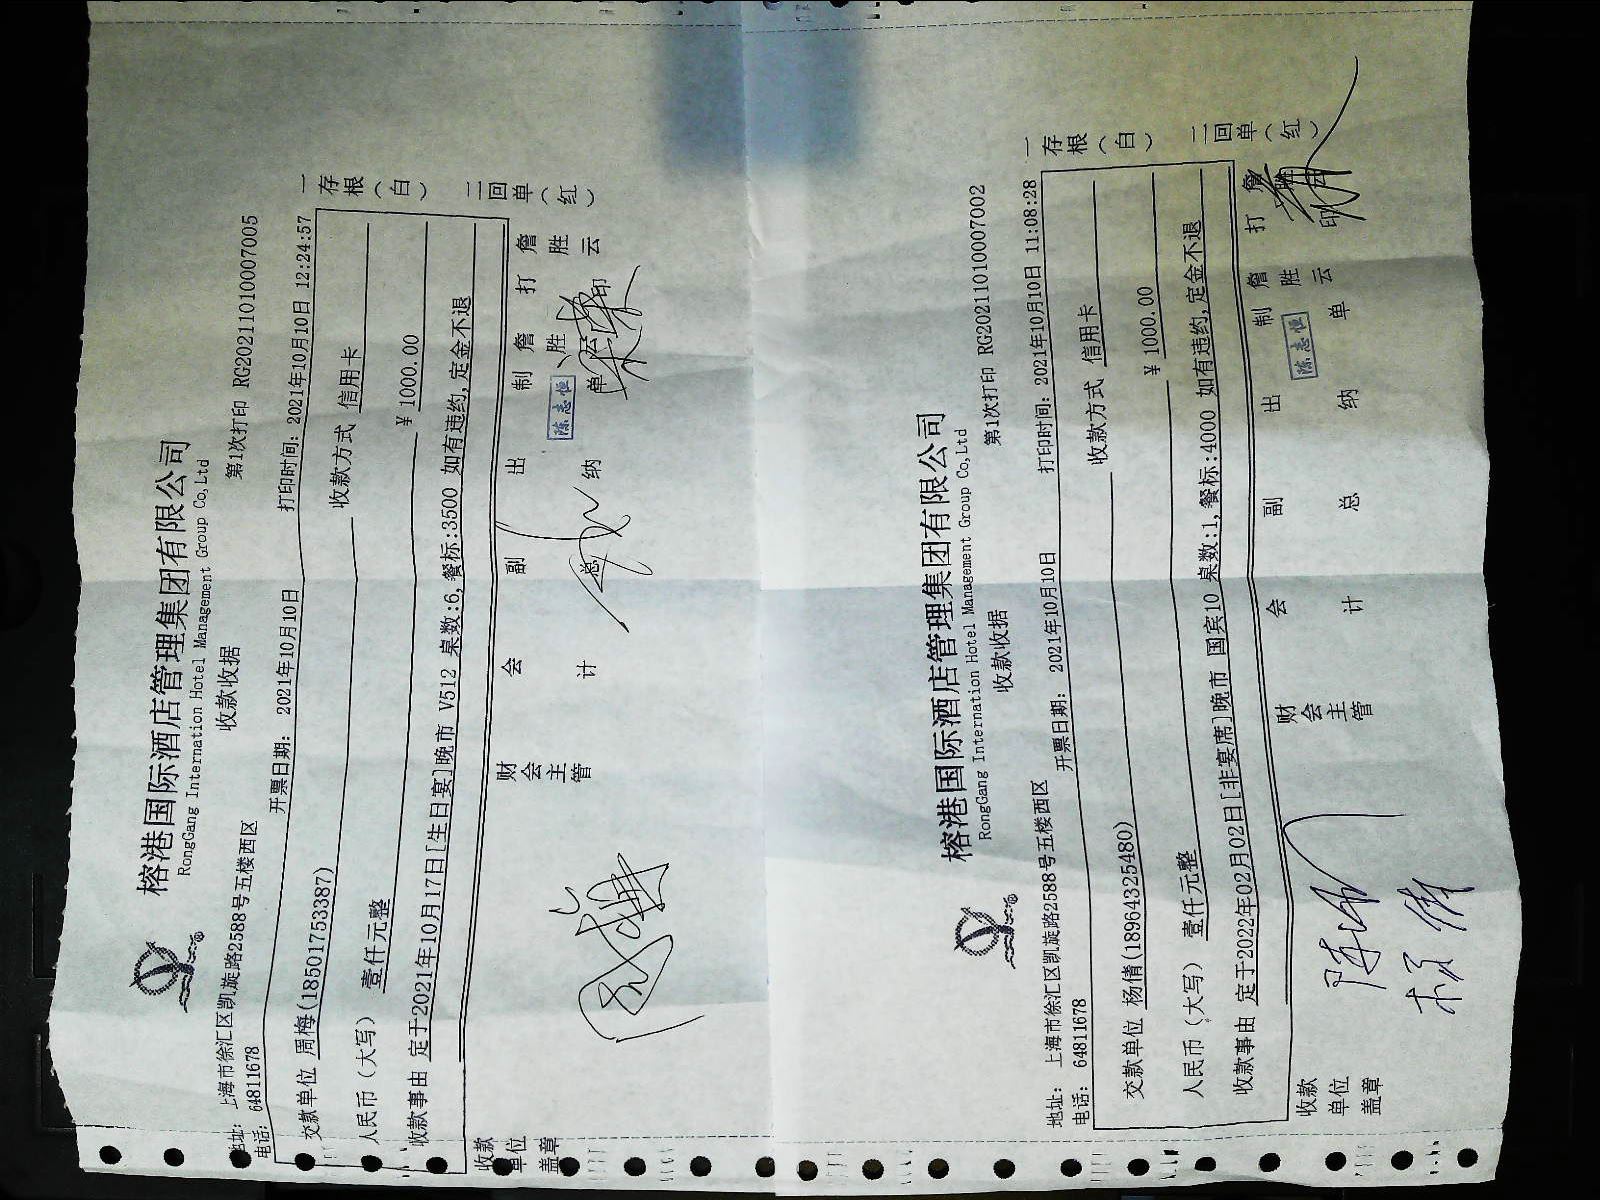 榕港国际酒店管理集团有限公司
RongGang Internation Hotel Management Group Co,Ltd
收款收据
第1次打印 RG20211010007005
地址: 上海市徐汇区凯旋路2588号五楼西区
电话: 64811678
开票日期: 2021年10月10日
打印时间: 2021年10月10日 12:24:57
交款单位 周梅(18501753387)
收款方式 信用卡
人民币（大写） 壹仟元整
¥ 1000.00
收款事由 定于2021年10月17日[生日宴]晚市 V512 桌数:6,餐标:3500 如有违约,定金不退
一存根（白）
二回单（红）
收款单位盖章
财会主管
会计
副总
出纳
陈志恒
制单
詹胜云
打印
詹胜云
周梅
榕港国际酒店管理集团有限公司
RongGang Internation Hotel Management Group Co,Ltd
收款收据
第1次打印 RG20211010007002
地址: 上海市徐汇区凯旋路2588号五楼西区
电话: 64811678
开票日期: 2021年10月10日
打印时间: 2021年10月10日 11:08:28
交款单位 杨倩(18964325480)
收款方式 信用卡
人民币（大写） 壹仟元整
¥ 1000.00
收款事由 定于2022年02月02日[非宴席]晚市 国宾10 桌数:1,餐标:4000 如有违约,定金不退
一存根（白）
二回单（红）
收款单位盖章
财会主管
会计
副总
出纳
陈志恒
制单
詹胜云
打印
詹胜云